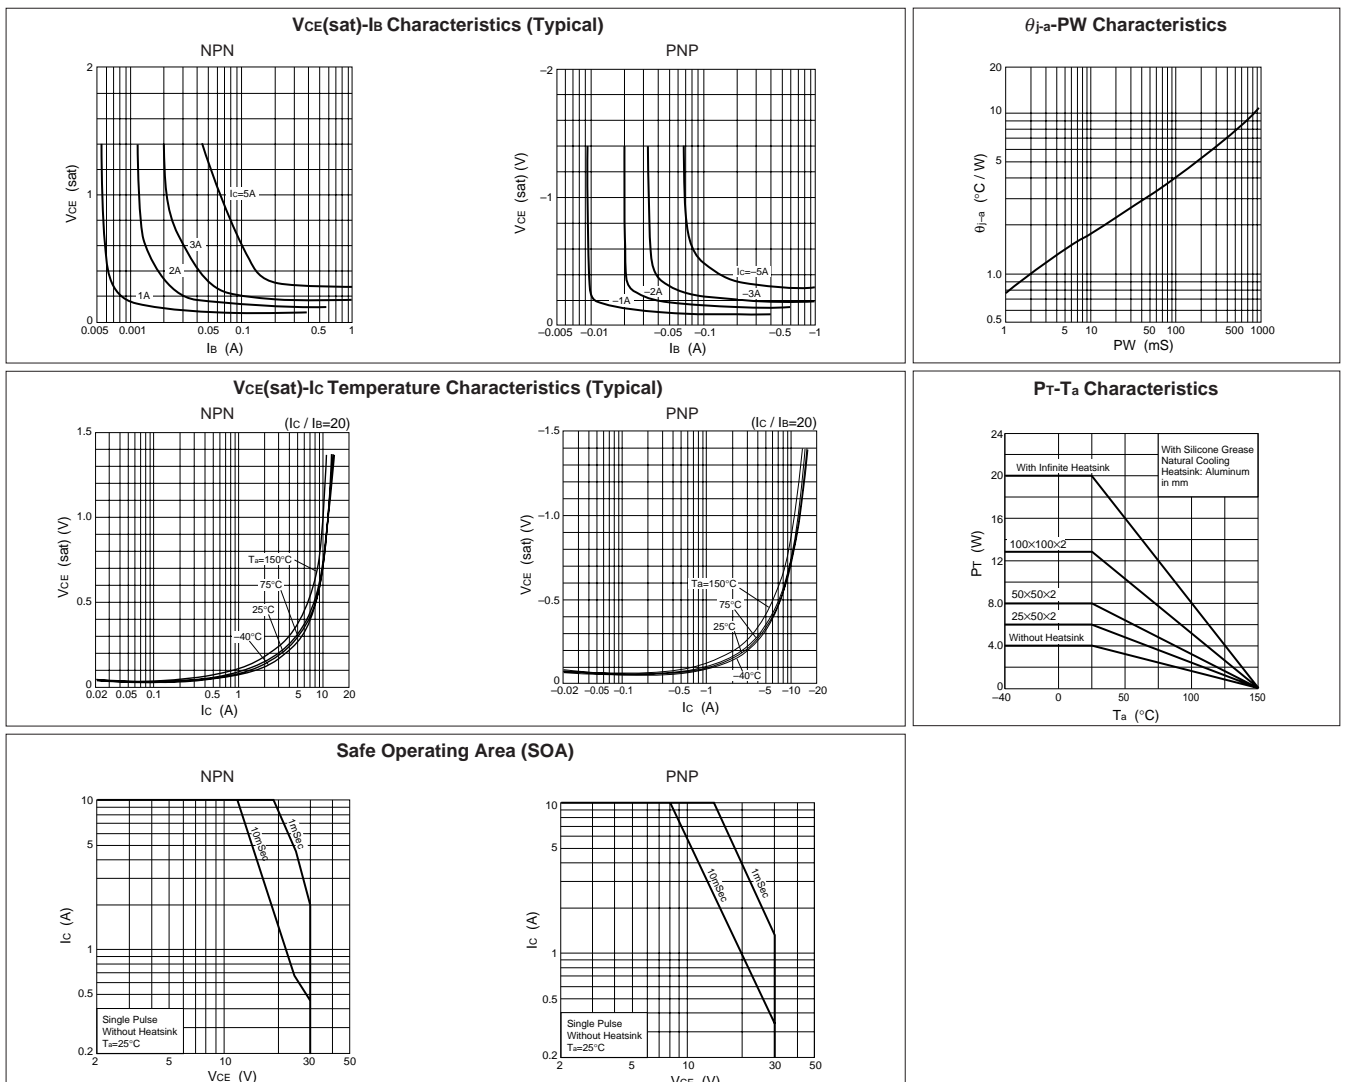 VCE(sat)-IB Characteristics (Typical)
NPN
2
1
0
VCE (sat)
IC=5A
3A
2A
1A
0.005 0.001 0.05 0.1 0.5 1
IB (A)
PNP
–2
–1
0
VCE (sat) (V)
IC=–5A
–3A
–2A
–1A
–0.005 –0.01 –0.05 –0.1 –0.5 –1
IB (A)
θj-a-PW Characteristics
20
10
5
1.0
0.5
θj–a (°C / W)
1 5 10 50 100 500 1000
PW (mS)
VCE(sat)-IC Temperature Characteristics (Typical)
NPN
(IC / IB=20)
1.5
1.0
0.5
0
VCE (sat) (V)
Ta=150°C
75°C
25°C
–40°C
0.02 0.05 0.1 0.5 1 5 10 20
IC (A)
PNP
(IC / IB=20)
–1.5
–1.0
–0.5
0
VCE (sat) (V)
Ta=150°C
75°C
25°C
–40°C
–0.02 –0.05 –0.1 –0.5 –1 –5 –10 –20
IC (A)
PT-Ta Characteristics
24
20
16
12
8.0
4.0
0
PT (W)
With Silicone Grease
Natural Cooling
Heatsink: Aluminum
in mm
With Infinite Heatsink
100×100×2
50×50×2
25×50×2
Without Heatsink
–40 0 50 100 150
Ta (°C)
Safe Operating Area (SOA)
NPN
10
5
1
0.5
0.2
IC (A)
10mSec
1mSec
Single Pulse
Without Heatsink
Ta=25°C
2 5 10 30 50
VCE (V)
PNP
10
5
1
0.5
0.2
IC (A)
10mSec
1mSec
Single Pulse
Without Heatsink
Ta=25°C
2 5 10 30 50
VCE (V)